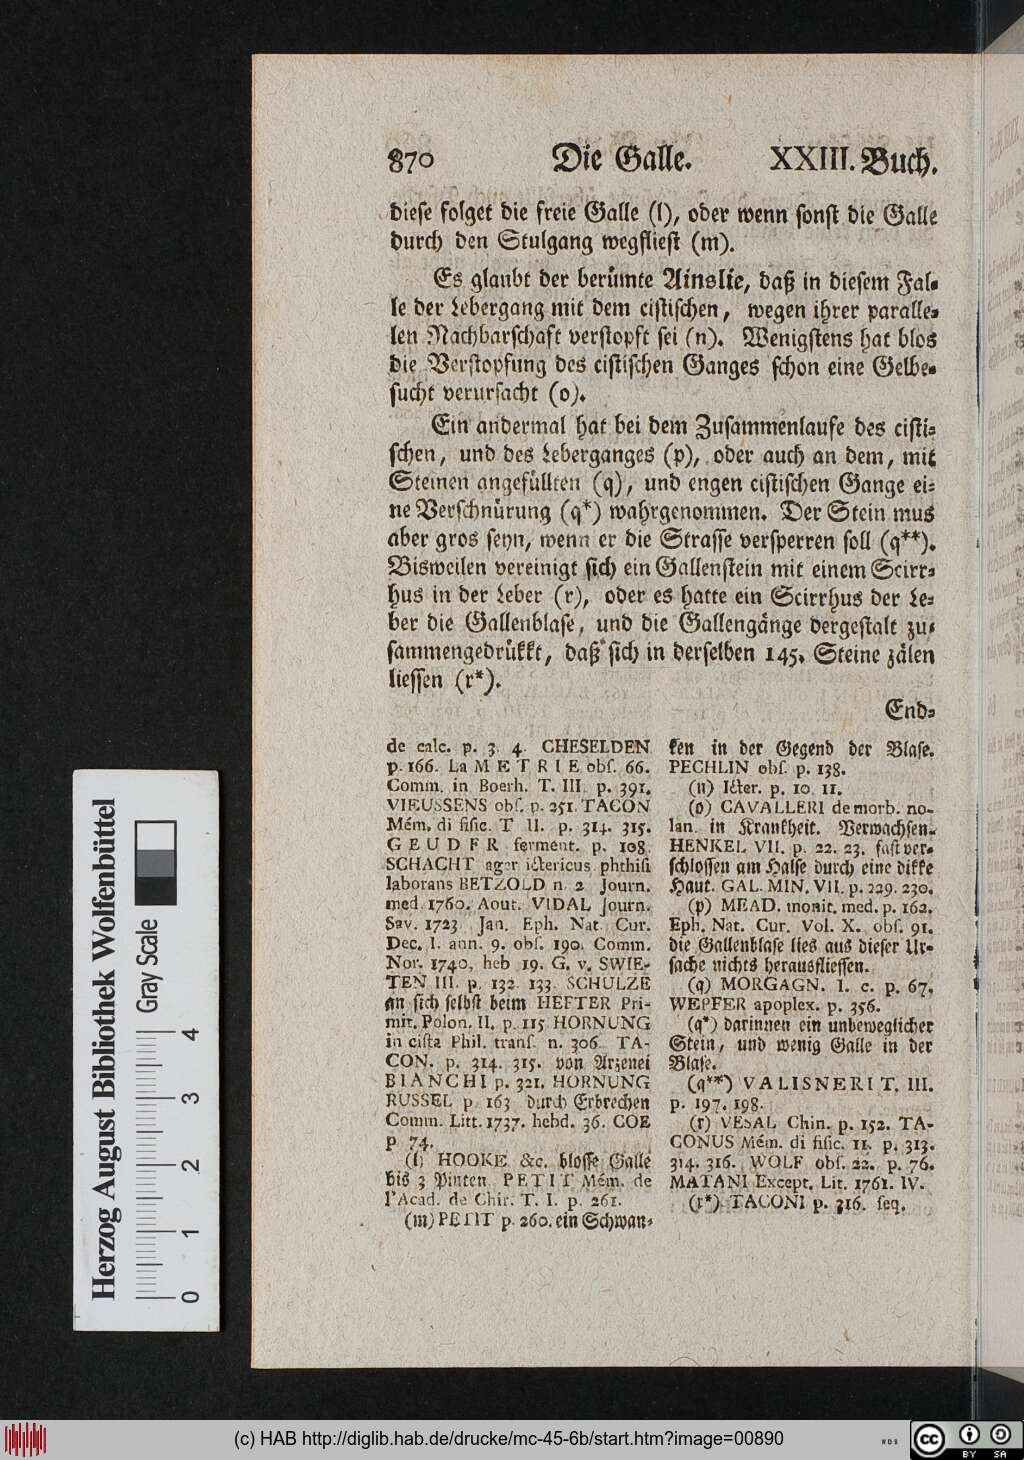 870 Die Galle. XXIII. Buch.
diese folget die freie Galle (l), oder wenn sonst die Galle
durch den Stulgang wegfliest (m).
Es glaubt der berümte Ainslie, daß in diesem Fal-
le der Lebergang mit dem cistischen, wegen ihrer paralle-
len Nachbarschaft verstopft sei (n). Wenigstens hat blos
die Verstopfung des cistischen Ganges schon eine Gelbe-
sucht verursacht (o).
Ein andermal hat bei dem Zusammenlaufe des cisti-
schen, und des Leberganges (p), oder auch an dem, mit
Steinen angefüllten (q), und engen cistischen Gange ei-
ne Verschnürung (q*) wahrgenommen. Der Stein mus
aber gros seyn, wenn er die Strasse versperren soll (q**).
Bisweilen vereinigt sich ein Gallenstein mit einem Scirr-
hus in der Leber (r), oder es hatte ein Scirrhus der Le-
ber die Gallenblase, und die Gallengänge dergestalt zu-
sammengedrükkt, daß sich in derselben 145. Steine zälen
liessen (r*).
End-
de calc. p. 3. 4. CHESELDEN
p. 166. La METRIE obs. 66.
Comm. in Boerh. T. III. p. 391.
VIEUSSENS obs. p. 251. TACON
Mém. di fisic. T II. p. 314. 315.
GEUDFR ferment. p. 108.
SCHACHT ager ictericus phthisi
laborans BETZOLD n. 2. Journ.
med. 1760. Aout. VIDAL Journ.
Sav. 1723 Jan. Eph. Nat. Cur.
Dec. I. ann. 9. obs. 190. Comm.
Nor. 1740, heb 19. G. v. SWIE-
TEN III. p. 132. 133. SCHULZE
an sich selbst beim HEFTER Pri-
mit. Polon. II. p. 115 HORNUNG
in cista Phil. trans. n. 306. TA-
CON. p. 314. 315. von Arzenei
BIANCHI p. 321. HORNUNG
RUSSEL p. 163 durch Erbrechen
Comm. Litt. 1737. hebd. 36. COE
p. 74.
(l) HOOKE &c. blosse Galle
bis 3 Pinten. PETIT Mém. de
l'Acad. de Chir. T. I. p. 261.
(m) PETIT p. 260. ein Schwan-
ken in der Gegend der Blase.
PECHLIN obs. p. 138.
(n) Icter. p. 10. 11.
(o) CAVALLERI de morb. no-
lan. in Krankheit. Verwachsen.
HENKEL VII. p. 22. 23. fast ver-
schlossen am Halse durch eine dikke
Haut. GAL. MIN. VII. p. 229. 230.
(p) MEAD. monit. med. p. 162.
Eph. Nat. Cur. Vol. X. obs. 91.
die Gallenblase lies aus dieser Ur-
sache nichts herausfliessen.
(q) MORGAGN. l. c. p. 67.
WEPFER apoplex. p. 356.
(q*) darinnen ein unbeweglicher
Stein, und wenig Galle in der
Blase.
(q**) VALISNERI T. III.
p. 197. 198.
(r) VESAL Chin. p. 152. TA-
CONUS Mém. di fisic. II. p. 313.
314. 316. WOLF obs. 22. p. 76.
MATANI Except. Lit. 1761. IV.
(r*) TACONI p. 316. seq.
Herzog August Bibliothek Wolfenbüttel
Gray Scale
0 1 2 3 4
(c) HAB http://diglib.hab.de/drucke/mc-45-6b/start.htm?image=00890
cc BY SA